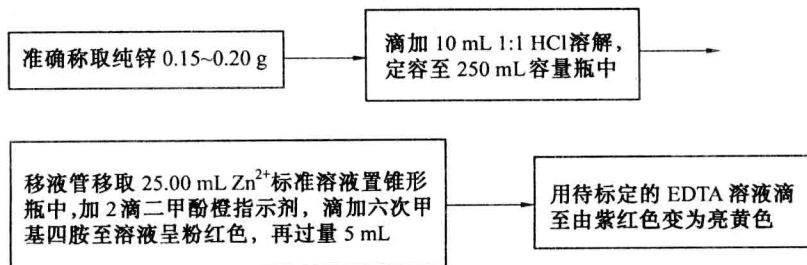 准确称取纯锌 0.15~0.20 g
滴加 10 mL 1:1 HCl溶解,
定容至 250 mL 容量瓶中
移液管移取 25.00 mL Zn²⁺标准溶液置锥形
瓶中,加 2滴二甲酚橙指示剂，滴加六次甲
基四胺至溶液呈粉红色，再过量 5 mL
用待标定的 EDTA 溶液滴
至由紫红色变为亮黄色